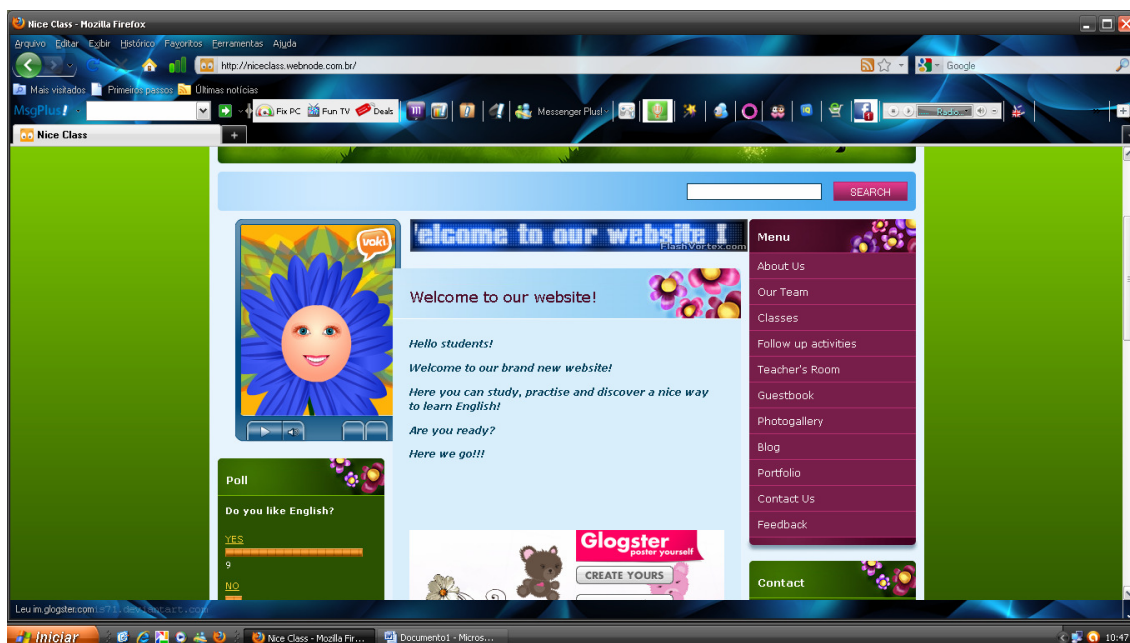 Nice Class - Mozilla Firefox
Arquivo Editar Exibir Histórico Favoritos Ferramentas Ajuda
http://niceclass.webnode.com.br/
Google
Mais visitados Primeiros passos Últimas notícias
MsgPlus! Fix PC Fun TV Deals Messenger Plus! Radio
Nice Class
SEARCH
voki
elcome to our website I
FlashVortex.com
Welcome to our website!
Hello students!
Welcome to our brand new website!
Here you can study, practise and discover a nice way
to learn English!
Are you ready?
Here we go!!!
Poll
Do you like English?
YES
9
NO
Glogster
poster yourself
CREATE YOURS
Menu
About Us
Our Team
Classes
Follow up activities
Teacher's Room
Guestbook
Photogallery
Blog
Portfolio
Contact Us
Feedback
Contact
Leu im.glogster.com
Iniciar Nice Class - Mozilla Fir... Documento1 - Micros... 10:47